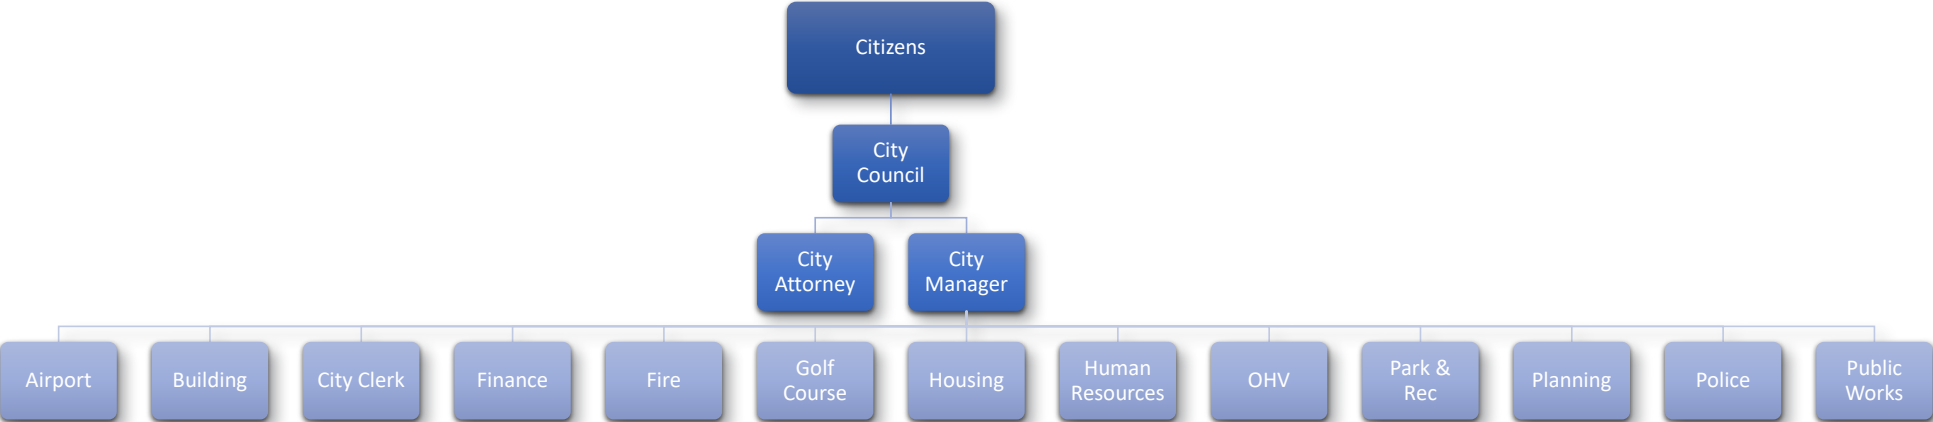 Citizens
City
Council
City
Attorney
City
Manager
Airport
Building
City Clerk
Finance
Fire
Golf
Course
Housing
Human
Resources
OHV
Park &
Rec
Planning
Police
Public
Works